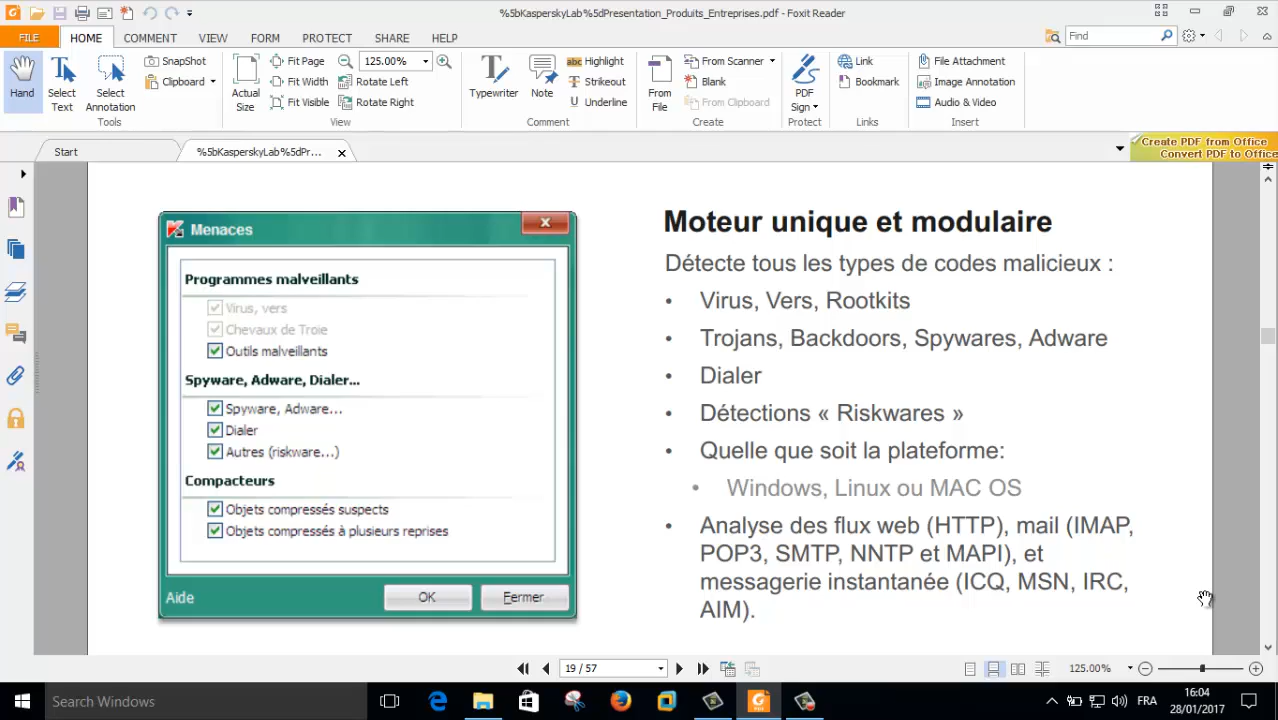 %5bKasperskyLab%5dPresentation_Produits_Entreprises.pdf - Foxit Reader
FILE HOME COMMENT VIEW FORM PROTECT SHARE HELP Find
Hand
Select Text
Select Annotation
SnapShot
Clipboard
Tools
Actual Size
Fit Page
Fit Width
Fit Visible
125.00%
Rotate Left
Rotate Right
View
Typewriter
Note
Highlight
Strikeout
Underline
Comment
From File
From Scanner
Blank
From Clipboard
Create
PDF Sign
Protect
Link
Bookmark
Links
File Attachment
Image Annotation
Audio & Video
Insert
Start %5bKasperskyLab%5dPr...
Create PDF from Office
Convert PDF to Office
Menaces
Programmes malveillants
Virus, vers
Chevaux de Troie
Outils malveillants
Spyware, Adware, Dialer...
Spyware, Adware...
Dialer
Autres (riskware...)
Compacteurs
Objets compressés suspects
Objets compressés à plusieurs reprises
Aide OK Fermer
Moteur unique et modulaire
Détecte tous les types de codes malicieux :
• Virus, Vers, Rootkits
• Trojans, Backdoors, Spywares, Adware
• Dialer
• Détections « Riskwares »
• Quelle que soit la plateforme:
• Windows, Linux ou MAC OS
• Analyse des flux web (HTTP), mail (IMAP,
POP3, SMTP, NNTP et MAPI), et
messagerie instantanée (ICQ, MSN, IRC,
AIM).
19 / 57 125.00%
Search Windows
FRA
16:04
28/01/2017